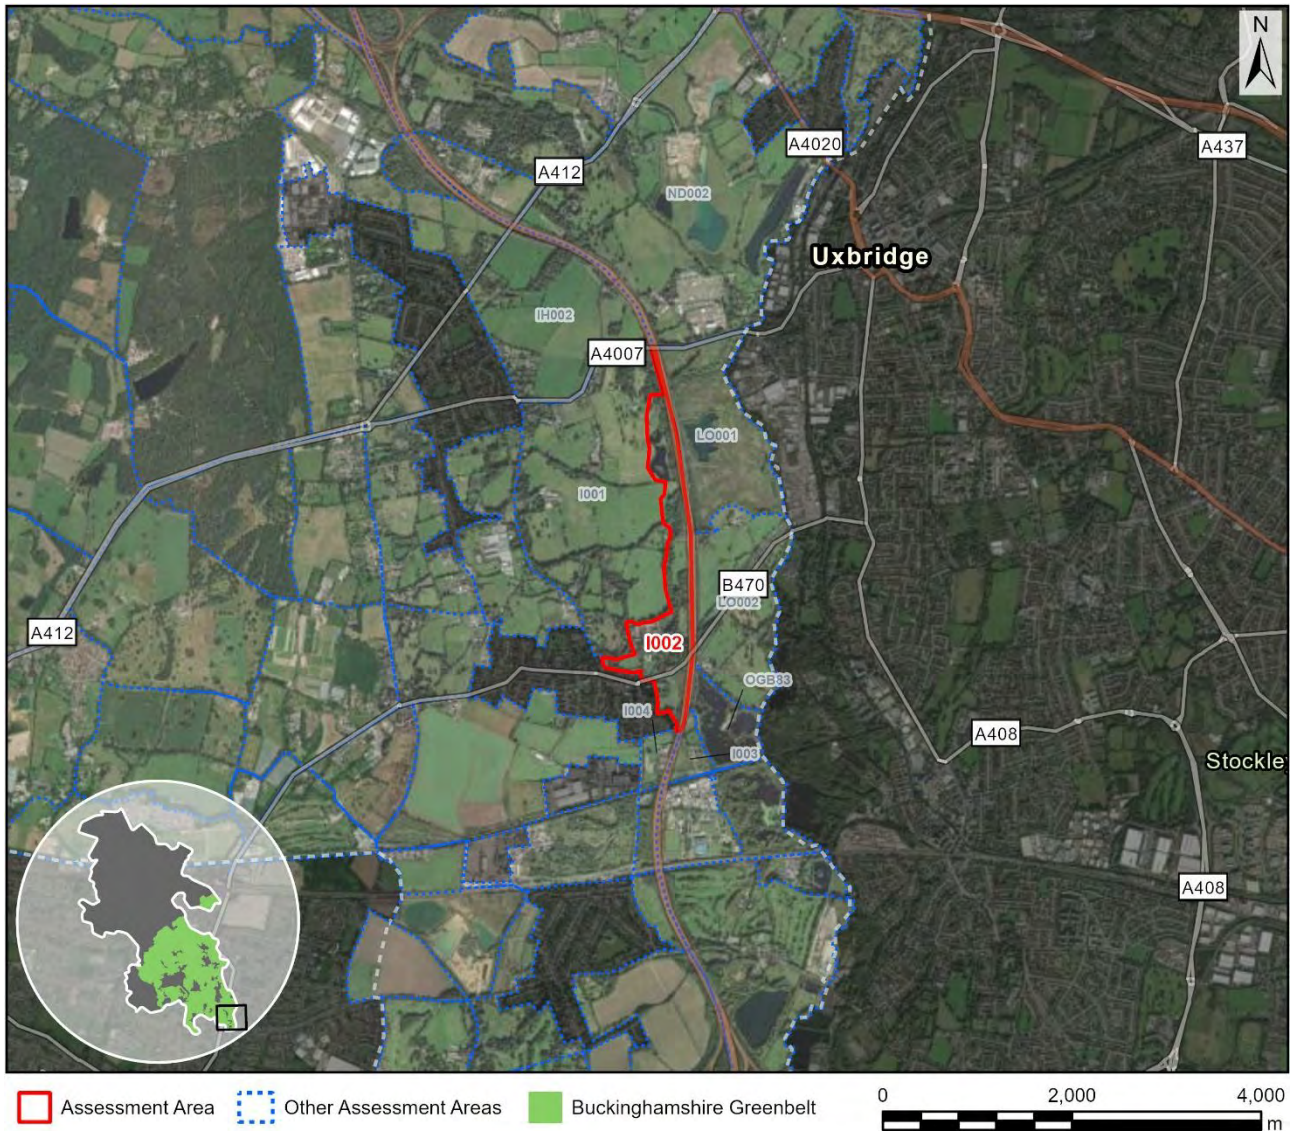 N
A4020
A437
A412
ND002
Uxbridge
IH002
A4007
LO001
I001
B470
LO002
A412
I002
OGB83
I004
A408
I003
Stockle
A408
Assessment Area
Other Assessment Areas
Buckinghamshire Greenbelt
0 2,000 4,000
m